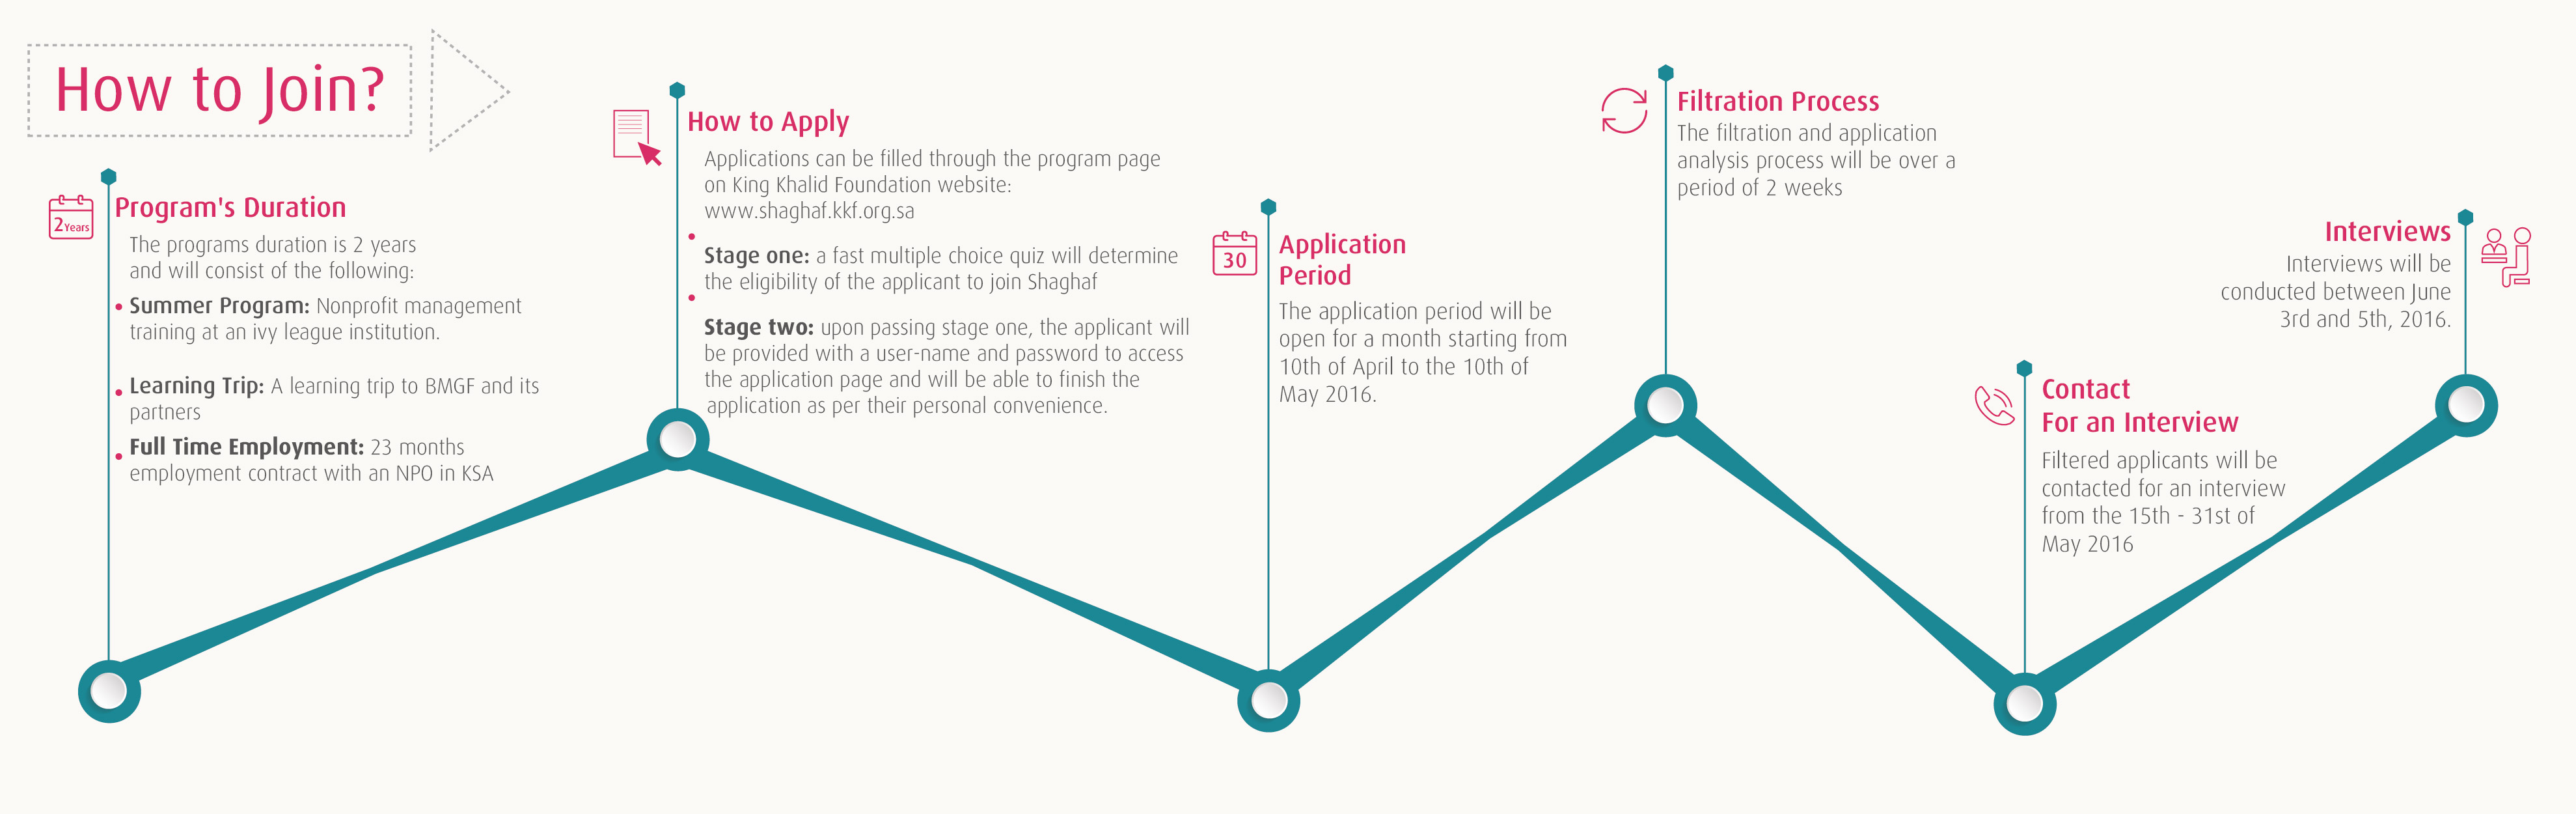 How to Join?
2Years
Program's Duration
The programs duration is 2 years
and will consist of the following:
• Summer Program: Nonprofit management
training at an ivy league institution.
• Learning Trip: A learning trip to BMGF and its
partners
• Full Time Employment: 23 months
employment contract with an NPO in KSA
How to Apply
Applications can be filled through the program page
on King Khalid Foundation website:
www.shaghaf.kkf.org.sa
• Stage one: a fast multiple choice quiz will determine
the eligibility of the applicant to join Shaghaf
• Stage two: upon passing stage one, the applicant will
be provided with a user-name and password to access
the application page and will be able to finish the
application as per their personal convenience.
30
Application
Period
The application period will be
open for a month starting from
10th of April to the 10th of
May 2016.
Filtration Process
The filtration and application
analysis process will be over a
period of 2 weeks
Contact
For an Interview
Filtered applicants will be
contacted for an interview
from the 15th - 31st of
May 2016
Interviews
Interviews will be
conducted between June
3rd and 5th, 2016.